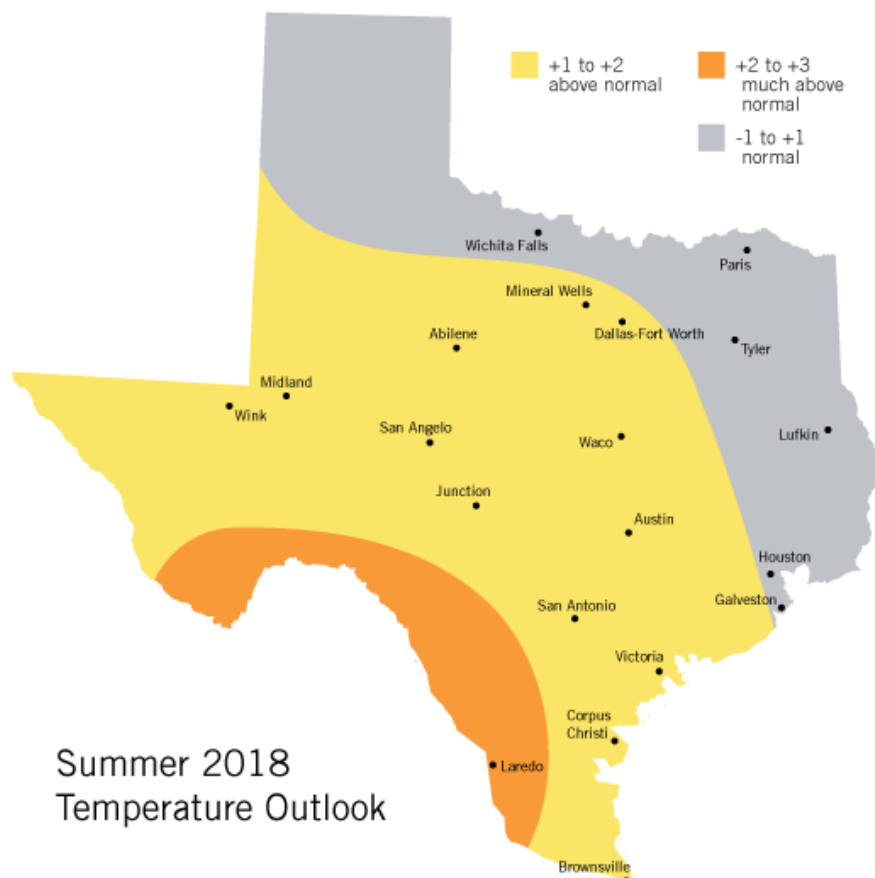 +1 to +2
above normal
+2 to +3
much above
normal
-1 to +1
normal
Wichita Falls
Paris
Mineral Wells
Dallas-Fort Worth
Abilene
Tyler
Midland
Wink
San Angelo
Waco
Lufkin
Junction
Austin
Houston
Galveston
San Antonio
Victoria
Corpus
Christi
Laredo
Summer 2018
Temperature Outlook
Brownsville